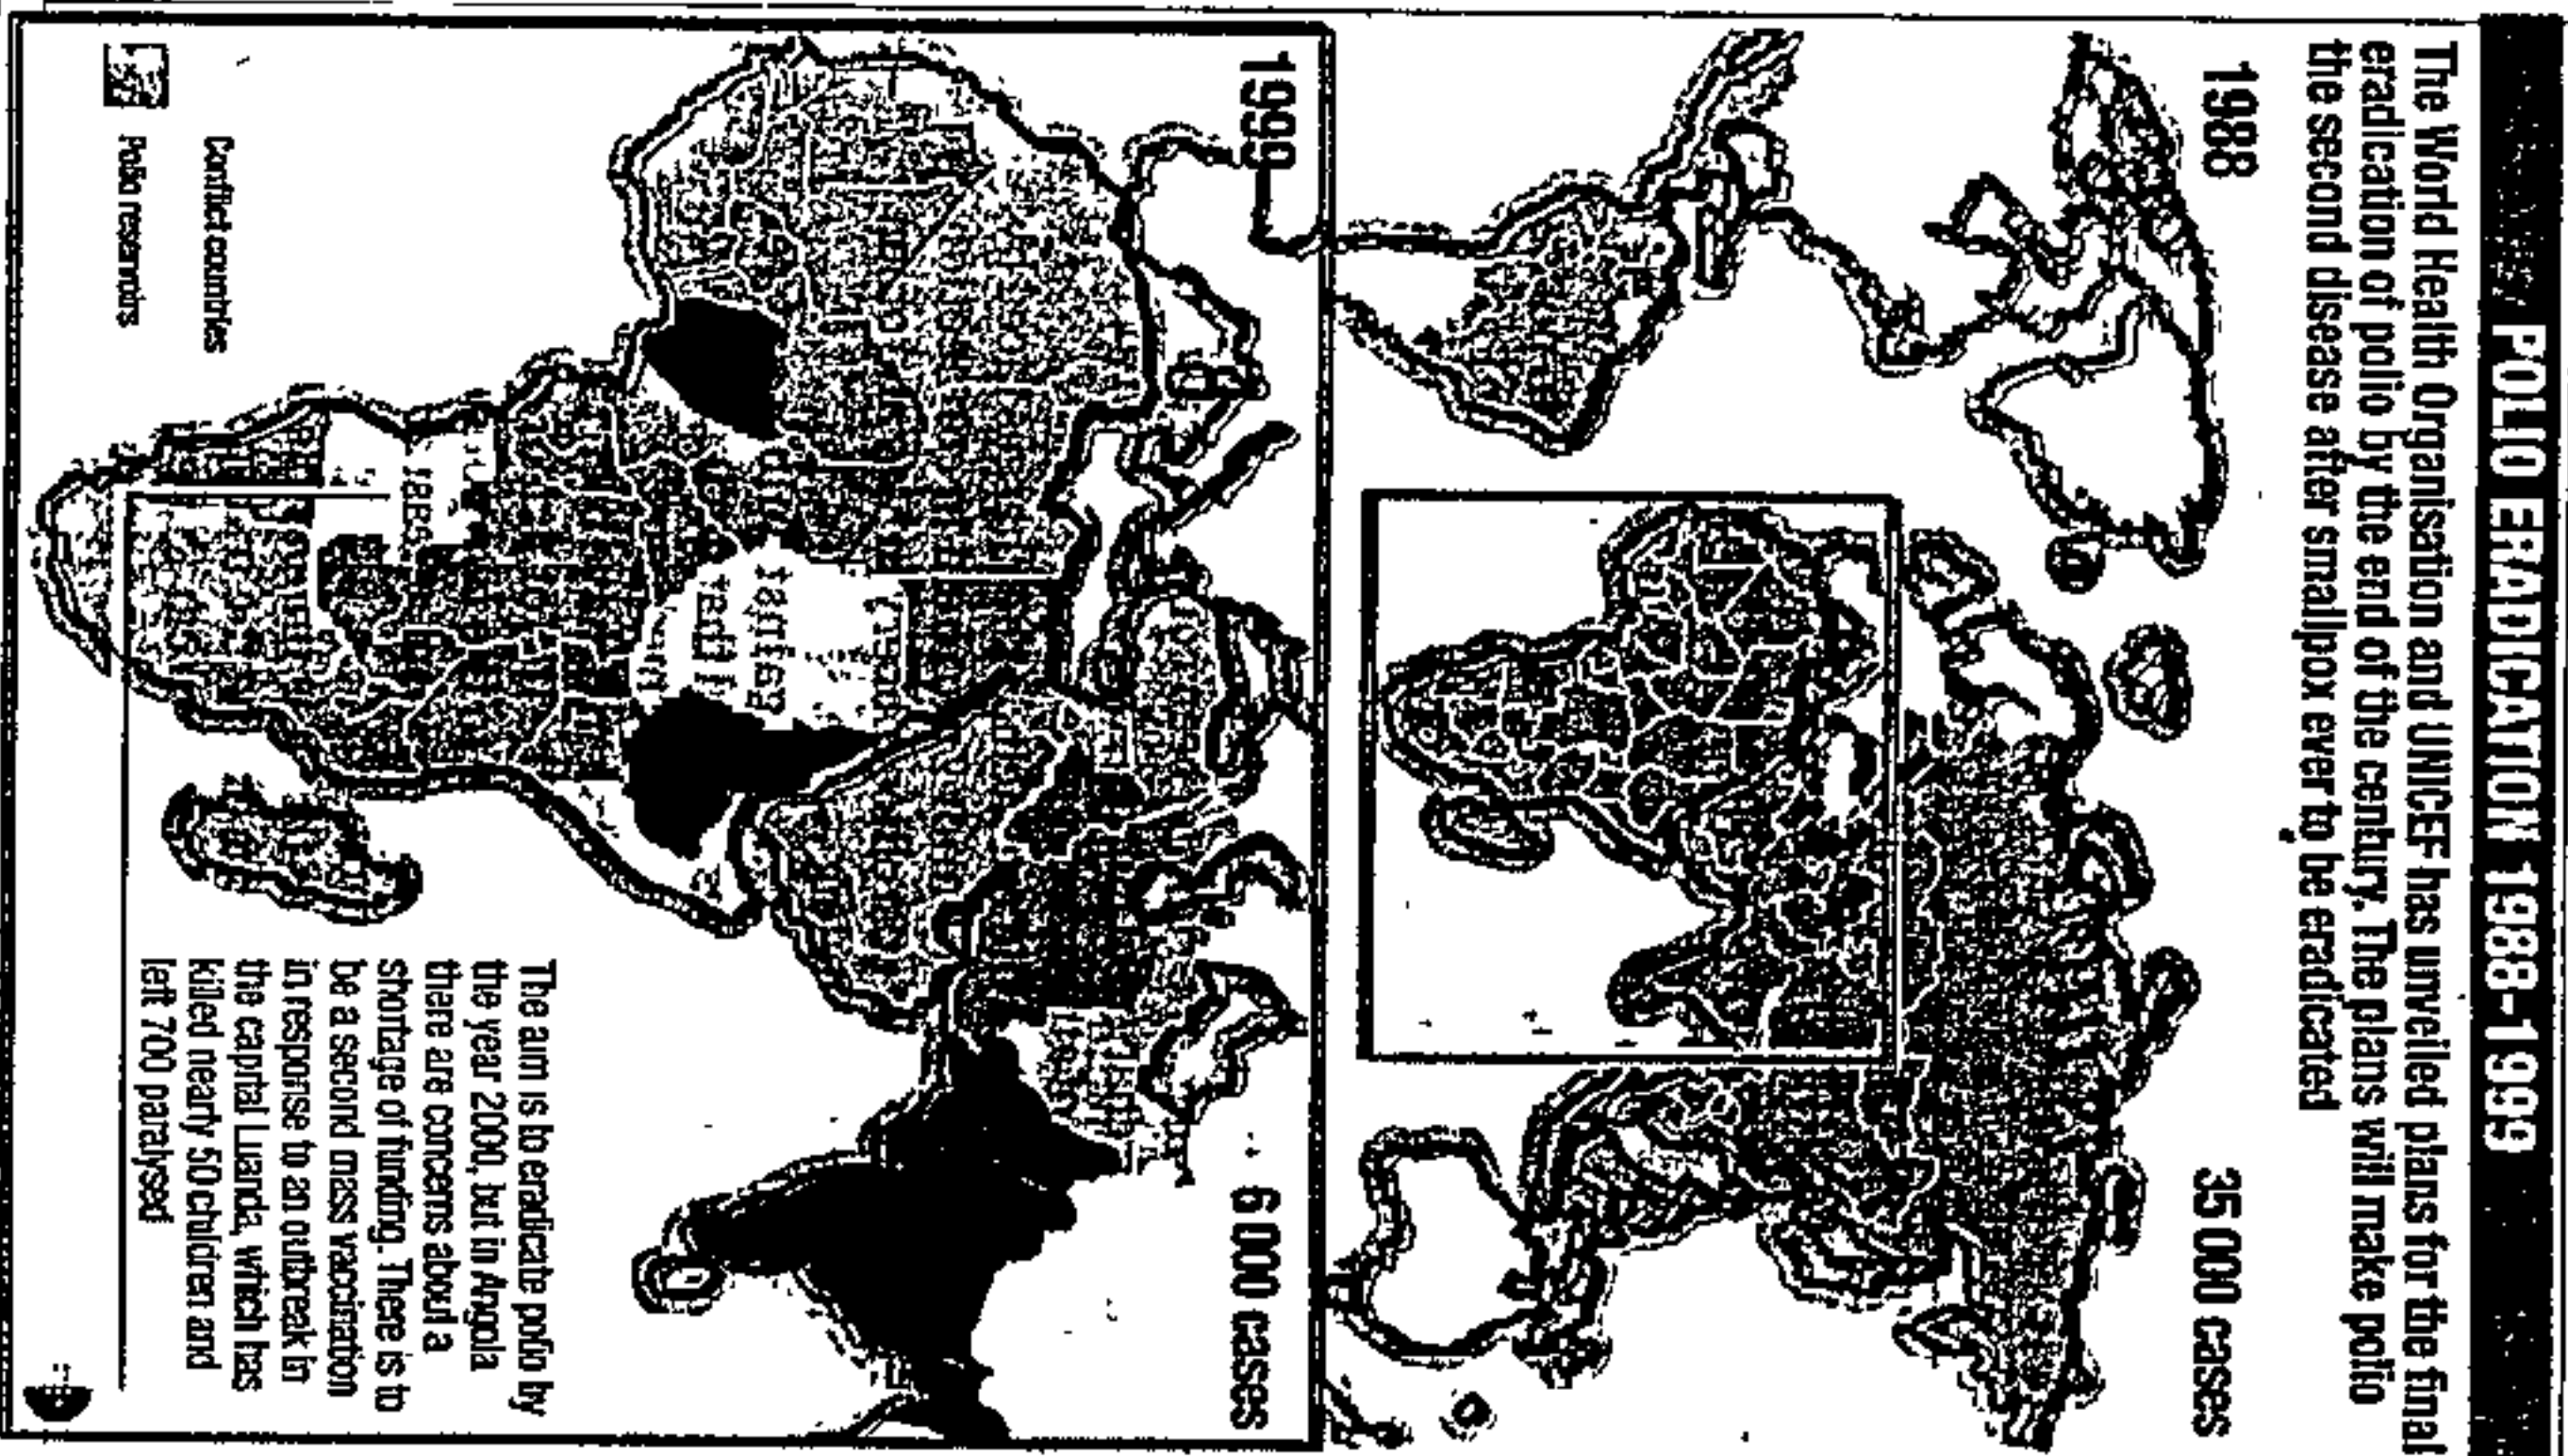 POLIO ERADICATION 1988-1999
The World Health Organisation and UNICEF has unveiled plans for the final
eradication of polio by the end of the century. The plans will make polio
the second disease after smallpox ever to be eradicated
1988
35 000 cases
1999
6 000 cases
The aim is to eradicate polio by
the year 2000, but in Angola
there are concerns about a
shortage of funding. There is to
be a second mass vaccination
in response to an outbreak in
the capital Luanda, which has
killed nearly 50 children and
left 700 paralysed
Conflict countries
Polio reservoirs